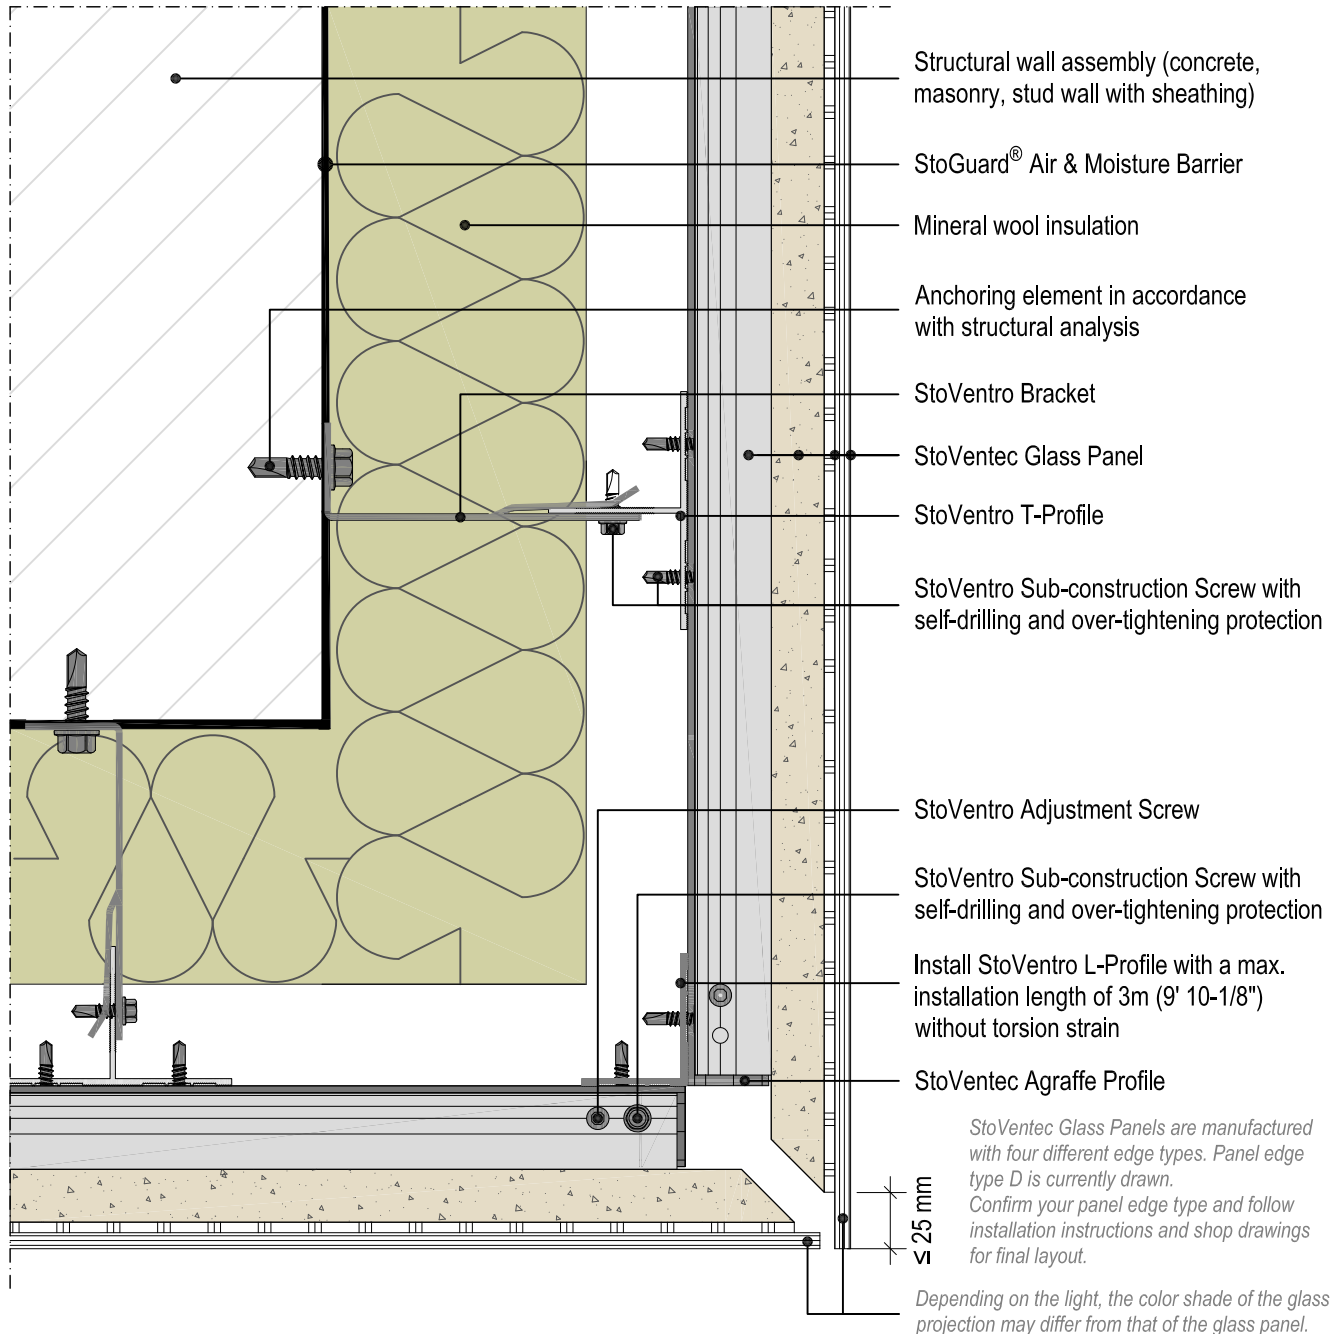 Structural wall assembly (concrete,
masonry, stud wall with sheathing)
StoGuard® Air & Moisture Barrier
Mineral wool insulation
Anchoring element in accordance
with structural analysis
StoVentro Bracket
StoVentec Glass Panel
StoVentro T-Profile
StoVentro Sub-construction Screw with
self-drilling and over-tightening protection
StoVentro Adjustment Screw
StoVentro Sub-construction Screw with
self-drilling and over-tightening protection
Install StoVentro L-Profile with a max.
installation length of 3m (9' 10-1/8")
without torsion strain
StoVentec Agraffe Profile
StoVentec Glass Panels are manufactured
with four different edge types. Panel edge
type D is currently drawn.
Confirm your panel edge type and follow
installation instructions and shop drawings
for final layout.
≤ 25 mm
Depending on the light, the color shade of the glass
projection may differ from that of the glass panel.